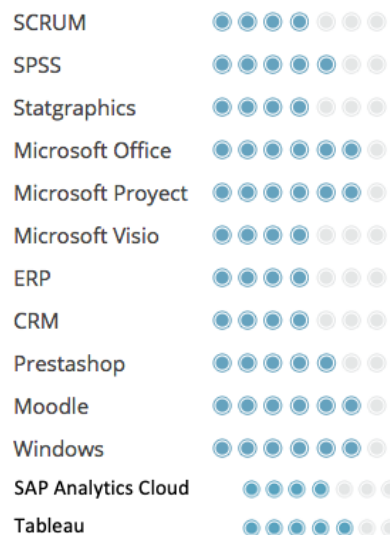 SCRUM
SPSS
Statgraphics
Microsoft Office
Microsoft Proyect
Microsoft Visio
ERP
CRM
Prestashop
Moodle
Windows
SAP Analytics Cloud
Tableau